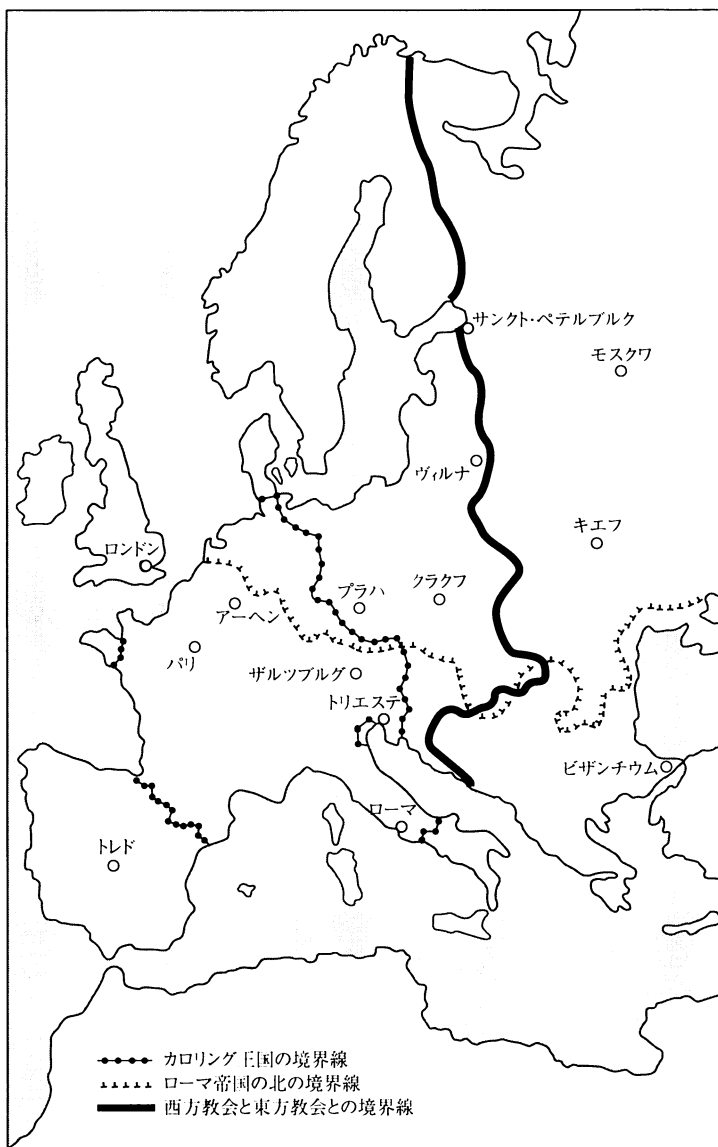 サンクト・ペテルブルク
モスクワ
ヴィルナ
キエフ
ロンドン
プラハ
クラクフ
アーヘン
パリ
ザルツブルグ
トリエステ
ビザンチウム
ローマ
トレド
カロリング王国の境界線
ローマ帝国の北の境界線
西方教会と東方教会との境界線